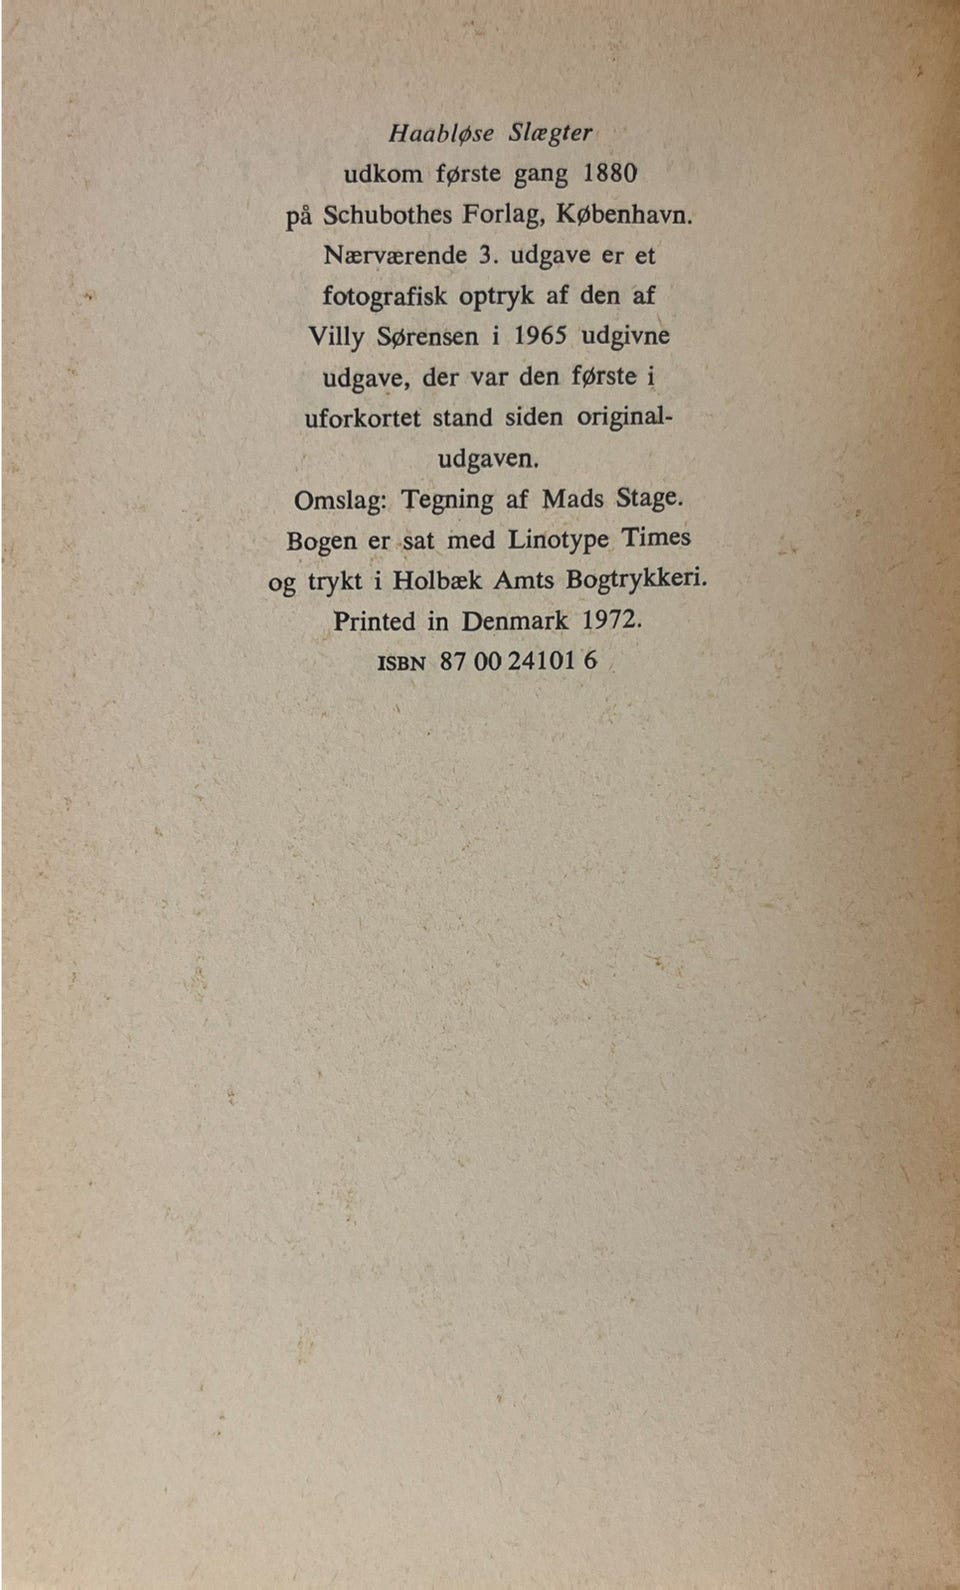 Haabløse Slægter
udkom første gang 1880
på Schubothes Forlag, København.
Nærværende 3. udgave er et
fotografisk optryk af den af
Villy Sørensen i 1965 udgivne
udgave, der var den første i
uforkortet stand siden original-
udgaven.
Omslag: Tegning af Mads Stage.
Bogen er sat med Linotype Times
og trykt i Holbæk Amts Bogtrykkeri.
Printed in Denmark 1972.
ISBN 87 00 24101 6